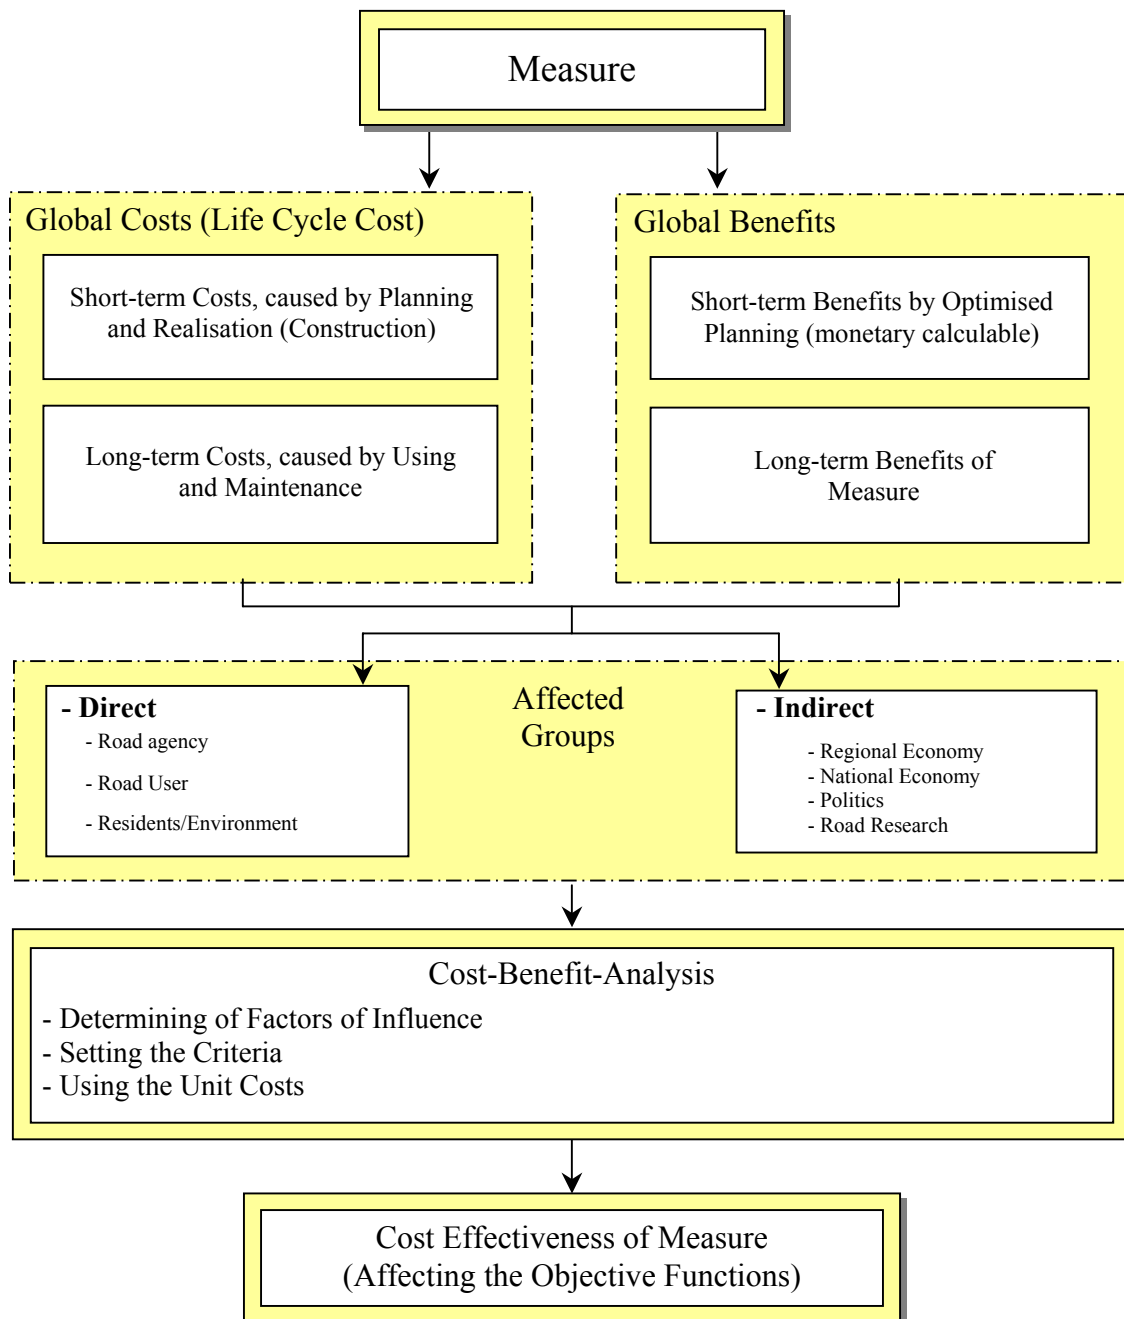 Measure
Global Costs (Life Cycle Cost)
Short-term Costs, caused by Planning
and Realisation (Construction)
Long-term Costs, caused by Using
and Maintenance
Global Benefits
Short-term Benefits by Optimised
Planning (monetary calculable)
Long-term Benefits of
Measure
Affected
Groups
- Direct
- Road agency
- Road User
- Residents/Environment
- Indirect
- Regional Economy
- National Economy
- Politics
- Road Research
Cost-Benefit-Analysis
- Determining of Factors of Influence
- Setting the Criteria
- Using the Unit Costs
Cost Effectiveness of Measure
(Affecting the Objective Functions)